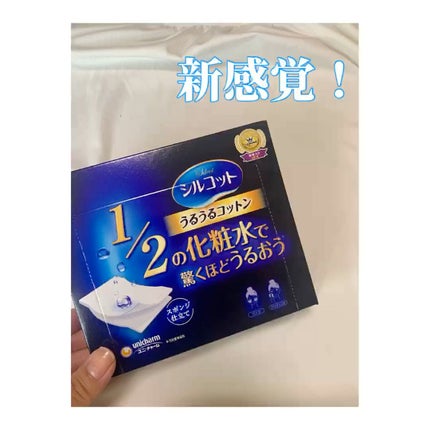 新感覚！
Silcot
シルコット
うるうるコットン
1/2の化粧水で
驚くほどうるおう
スポンジ
仕立て
unicharm
ユニ・チャーム